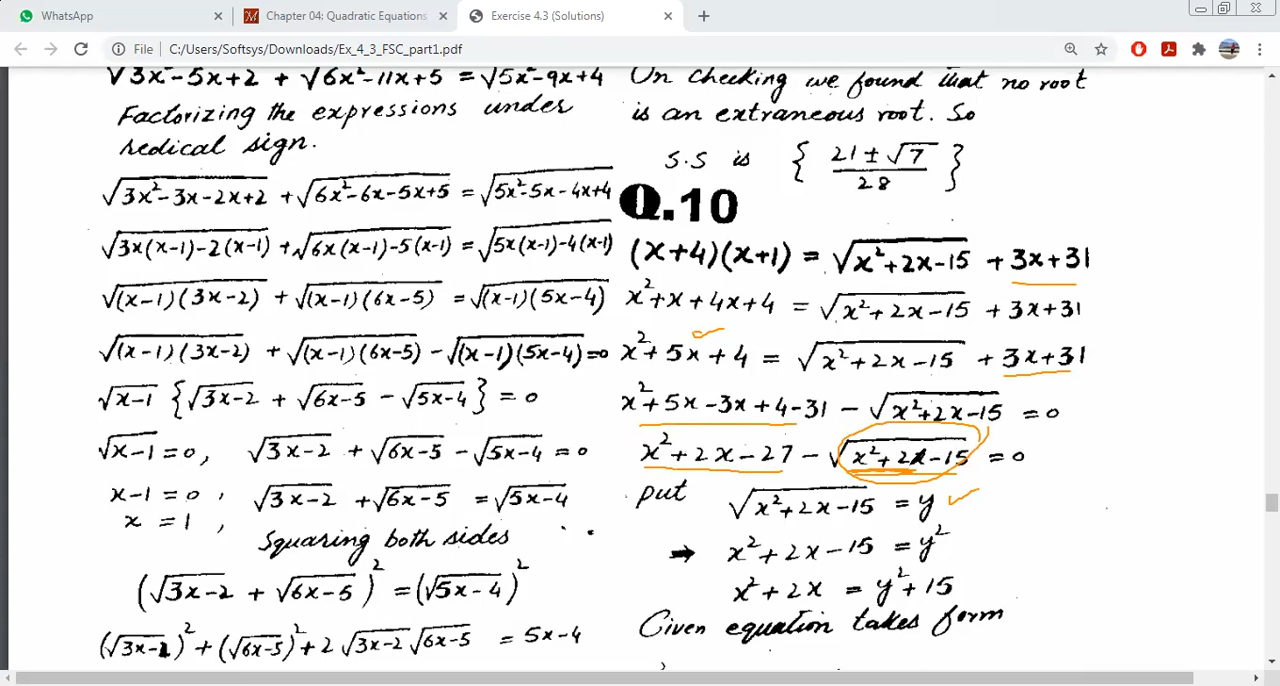 WhatsApp
Chapter 04: Quadratic Equations
Exercise 4.3 (Solutions)
File C:/Users/Softsys/Downloads/Ex_4_3_FSC_part1.pdf
√3x²-5x+2 + √6x²-11x+5 = √5x²-9x+4
Factorizing the expressions under
redical sign.
√3x²-3x-2x+2 + √6x²-6x-5x+5 = √5x²-5x-4x+4
√3x(x-1)-2(x-1) + √6x(x-1)-5(x-1) = √5x(x-1)-4(x-1)
√(x-1)(3x-2) + √(x-1)(6x-5) = √(x-1)(5x-4)
√(x-1)(3x-2) + √(x-1)(6x-5) - √(x-1)(5x-4) = 0
√x-1 {√3x-2 + √6x-5 - √5x-4} = 0
√x-1 = 0, √3x-2 + √6x-5 - √5x-4 = 0
x-1 = 0, √3x-2 + √6x-5 = √5x-4
x = 1,
Squaring both sides
(√3x-2 + √6x-5)² = (√5x-4)²
(√3x-2)² + (√6x-5)² + 2√3x-2 √6x-5 = 5x-4
On checking we found that no root
is an extraneous root. So
S.S is { 21 ± √7 / 28 }
Q.10
(x+4)(x+1) = √x²+2x-15 + 3x+31
x²+x+4x+4 = √x²+2x-15 + 3x+31
x²+5x+4 = √x²+2x-15 + 3x+31
x²+5x-3x+4-31 - √x²+2x-15 = 0
x²+2x-27 - √x²+2x-15 = 0
put √x²+2x-15 = y
→ x²+2x-15 = y²
x²+2x = y²+15
Given equation takes form